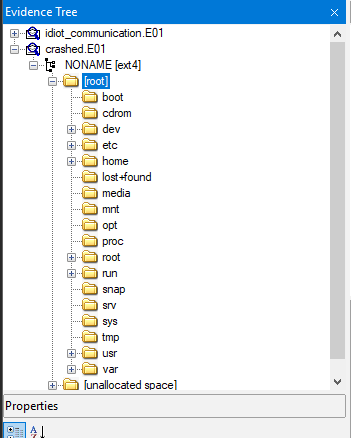 Evidence Tree
idiot_communication.E01
crashed.E01
NONAME [ext4]
[root]
boot
cdrom
dev
etc
home
lost+found
media
mnt
opt
proc
root
run
snap
srv
sys
tmp
usr
var
[unallocated space]
Properties